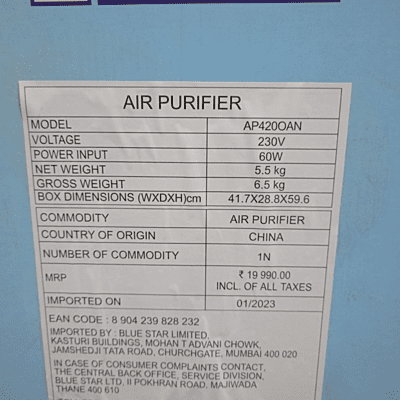 AIR PURIFIER
MODEL AP420OAN
VOLTAGE 230V
POWER INPUT 60W
NET WEIGHT 5.5 kg
GROSS WEIGHT 6.5 kg
BOX DIMENSIONS (WXDXH)cm 41.7X28.8X59.6
COMMODITY AIR PURIFIER
COUNTRY OF ORIGIN CHINA
NUMBER OF COMMODITY 1N
MRP ₹ 19 990.00
INCL. OF ALL TAXES
IMPORTED ON 01/2023
EAN CODE : 8 904 239 828 232
IMPORTED BY : BLUE STAR LIMITED,
KASTURI BUILDINGS, MOHAN T ADVANI CHOWK,
JAMSHEDJI TATA ROAD, CHURCHGATE, MUMBAI 400 020
IN CASE OF CONSUMER COMPLAINTS CONTACT,
THE CENTRAL BACK OFFICE, SERVICE DIVISION,
BLUE STAR LTD, II POKHRAN ROAD, MAJIWADA
THANE 400 610